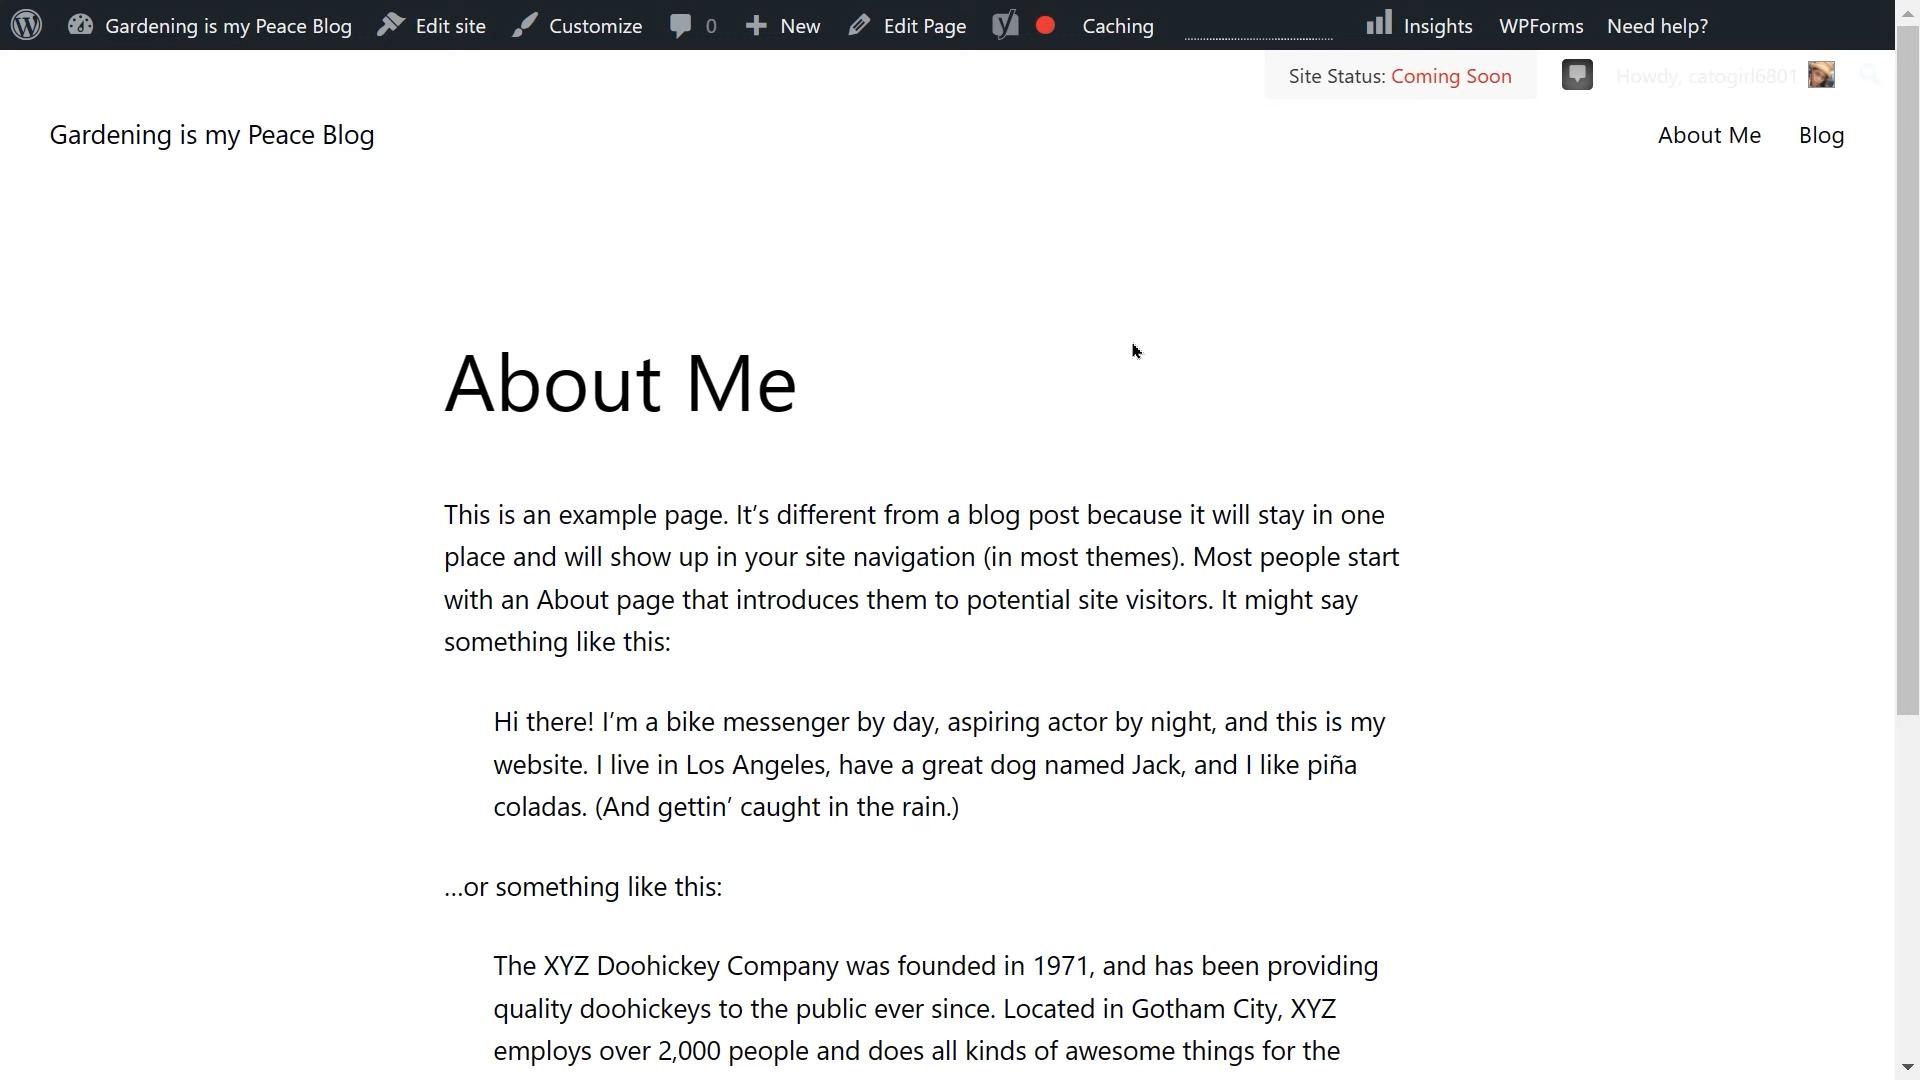 Gardening is my Peace Blog Edit site Customize 0 New Edit Page Caching Insights WPForms Need help?
Site Status: Coming Soon Howdy, catogirl6801
Gardening is my Peace Blog About Me Blog
About Me
This is an example page. It’s different from a blog post because it will stay in one
place and will show up in your site navigation (in most themes). Most people start
with an About page that introduces them to potential site visitors. It might say
something like this:
Hi there! I’m a bike messenger by day, aspiring actor by night, and this is my
website. I live in Los Angeles, have a great dog named Jack, and I like piña
coladas. (And gettin’ caught in the rain.)
…or something like this:
The XYZ Doohickey Company was founded in 1971, and has been providing
quality doohickeys to the public ever since. Located in Gotham City, XYZ
employs over 2,000 people and does all kinds of awesome things for the